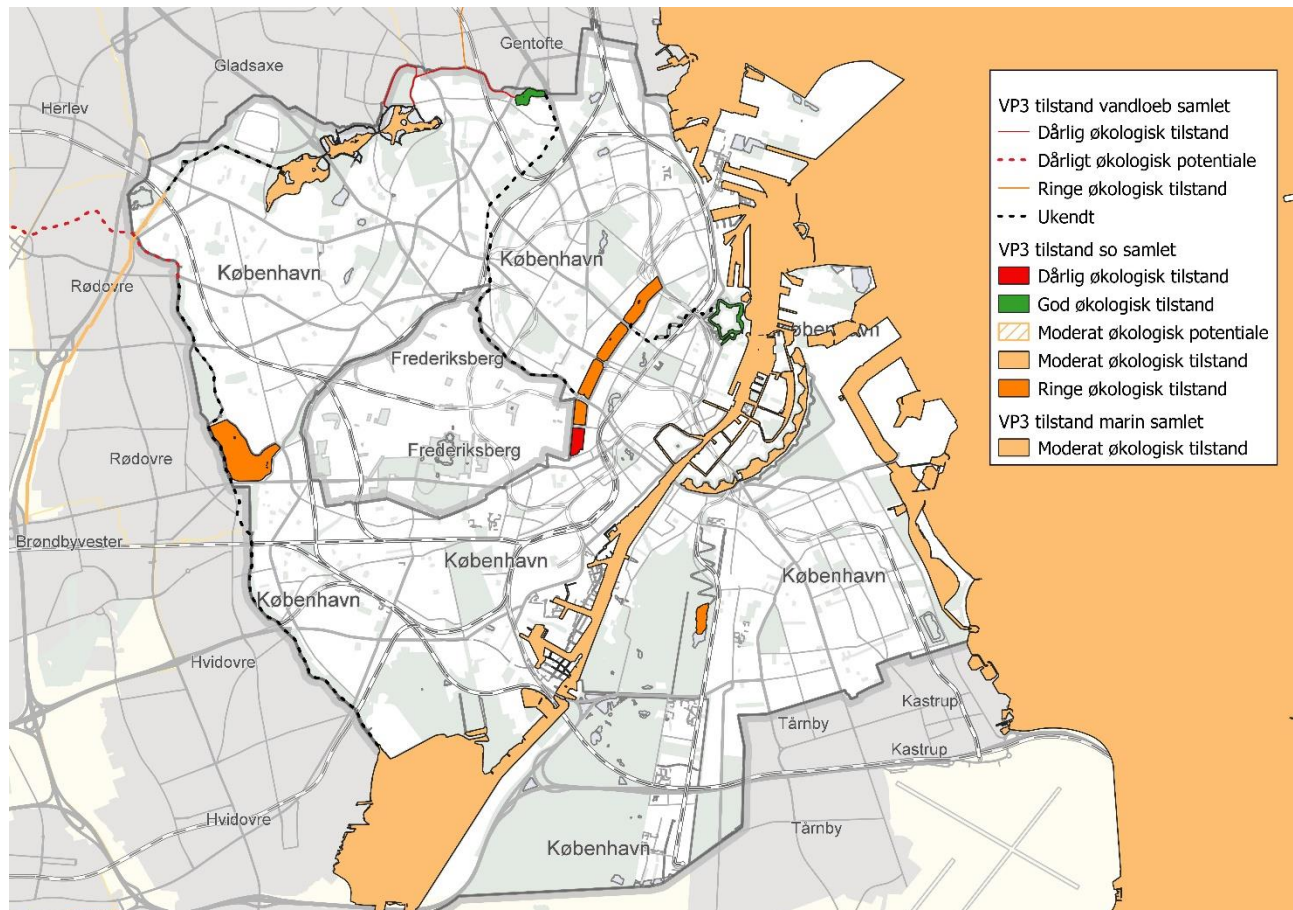 Gentofte
Gladsaxe
Herlev
København
København
Rødovre
København
Frederiksberg
Frederiksberg
Rødovre
Brøndbyvester
København
København
København
Hvidovre
Kastrup
Tårnby
Kastrup
Hvidovre
Tårnby
København
VP3 tilstand vandloeb samlet
Dårlig økologisk tilstand
Dårligt økologisk potentiale
Ringe økologisk tilstand
Ukendt
VP3 tilstand so samlet
Dårlig økologisk tilstand
God økologisk tilstand
Moderat økologisk potentiale
Moderat økologisk tilstand
Ringe økologisk tilstand
VP3 tilstand marin samlet
Moderat økologisk tilstand